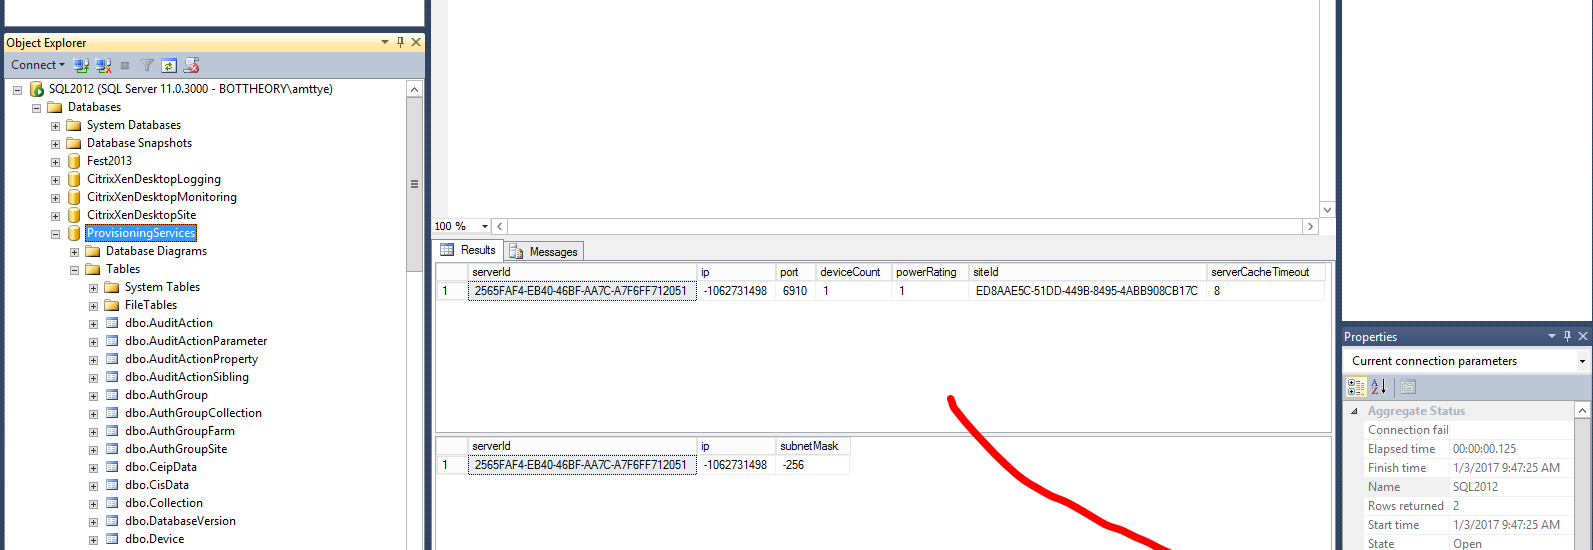 Object Explorer
Connect
SQL2012 (SQL Server 11.0.3000 - BOTTHEORY\amttye)
Databases
System Databases
Database Snapshots
Fest2013
CitrixXenDesktopLogging
CitrixXenDesktopMonitoring
CitrixXenDesktopSite
ProvisioningServices
Database Diagrams
Tables
System Tables
FileTables
dbo.AuditAction
dbo.AuditActionParameter
dbo.AuditActionProperty
dbo.AuditActionSibling
dbo.AuthGroup
dbo.AuthGroupCollection
dbo.AuthGroupFarm
dbo.AuthGroupSite
dbo.CeipData
dbo.CisData
dbo.Collection
dbo.DatabaseVersion
dbo.Device
100 %
Results Messages
serverId ip port deviceCount powerRating siteId serverCacheTimeout
1 2565FAF4-EB40-46BF-AA7C-A7F6FF712051 -1062731498 6910 1 1 ED8AAE5C-51DD-449B-8495-4ABB908CB17C 8
serverId ip subnetMask
1 2565FAF4-EB40-46BF-AA7C-A7F6FF712051 -1062731498 -256
Properties
Current connection parameters
Aggregate Status
Connection fail
Elapsed time 00:00:00.125
Finish time 1/3/2017 9:47:25 AM
Name SQL2012
Rows returned 2
Start time 1/3/2017 9:47:25 AM
State Open